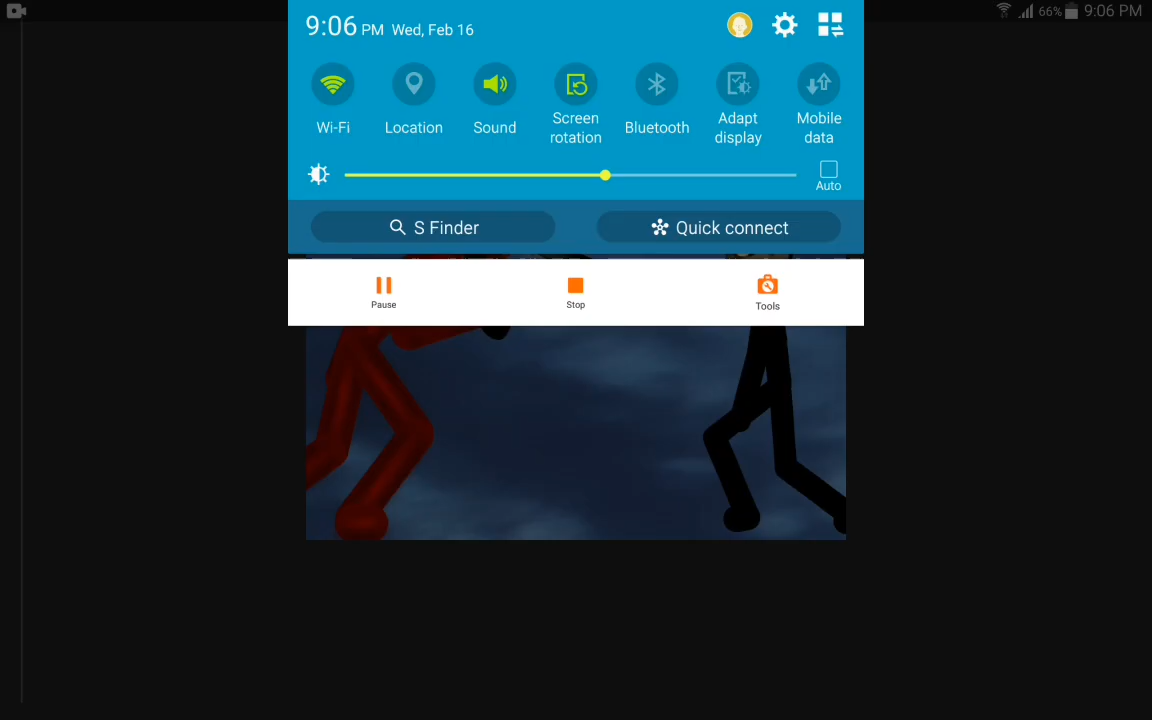 66% 9:06 PM
9:06 PM Wed, Feb 16
Wi-Fi
Location
Sound
Screen
rotation
Bluetooth
Adapt
display
Mobile
data
Auto
S Finder
Quick connect
Pause
Stop
Tools